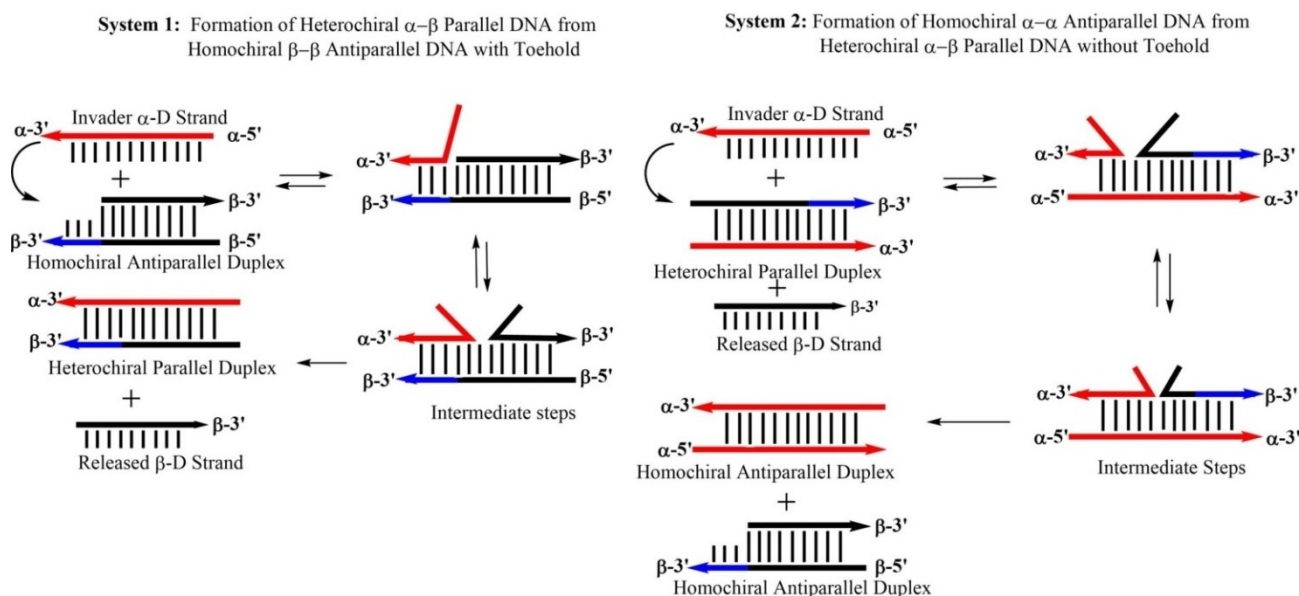 System 1: Formation of Heterochiral α–β Parallel DNA from
Homochiral β–β Antiparallel DNA with Toehold
Invader α-D Strand
α-3'
α-5'
+
β-3'
β-3'
β-5'
Homochiral Antiparallel Duplex
α-3'
β-3'
β-3'
β-5'
α-3'
β-3'
Heterochiral Parallel Duplex
+
β-3'
Released β-D Strand
α-3'
β-3'
β-3'
β-5'
Intermediate steps
System 2: Formation of Homochiral α–α Antiparallel DNA from
Heterochiral α–β Parallel DNA without Toehold
Invader α-D Strand
α-3'
α-5'
+
β-3'
α-3'
Heterochiral Parallel Duplex
+
β-3'
Released β-D Strand
α-3'
β-3'
α-5'
α-3'
α-3'
α-5'
Homochiral Antiparallel Duplex
+
β-3'
β-3'
β-5'
Homochiral Antiparallel Duplex
α-3'
β-3'
α-5'
α-3'
Intermediate Steps